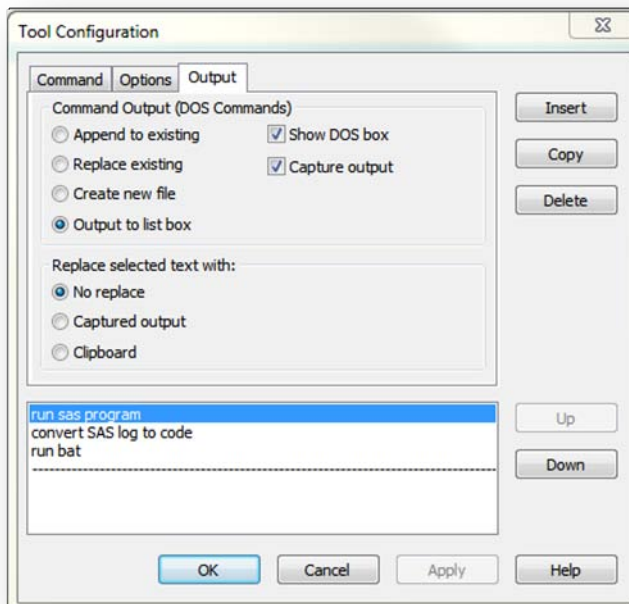 Tool Configuration
Command Options Output
Command Output (DOS Commands)
Append to existing
Show DOS box
Replace existing
Capture output
Create new file
Output to list box
Replace selected text with:
No replace
Captured output
Clipboard
Insert
Copy
Delete
run sas program
convert SAS log to code
run bat
Up
Down
OK Cancel Apply Help